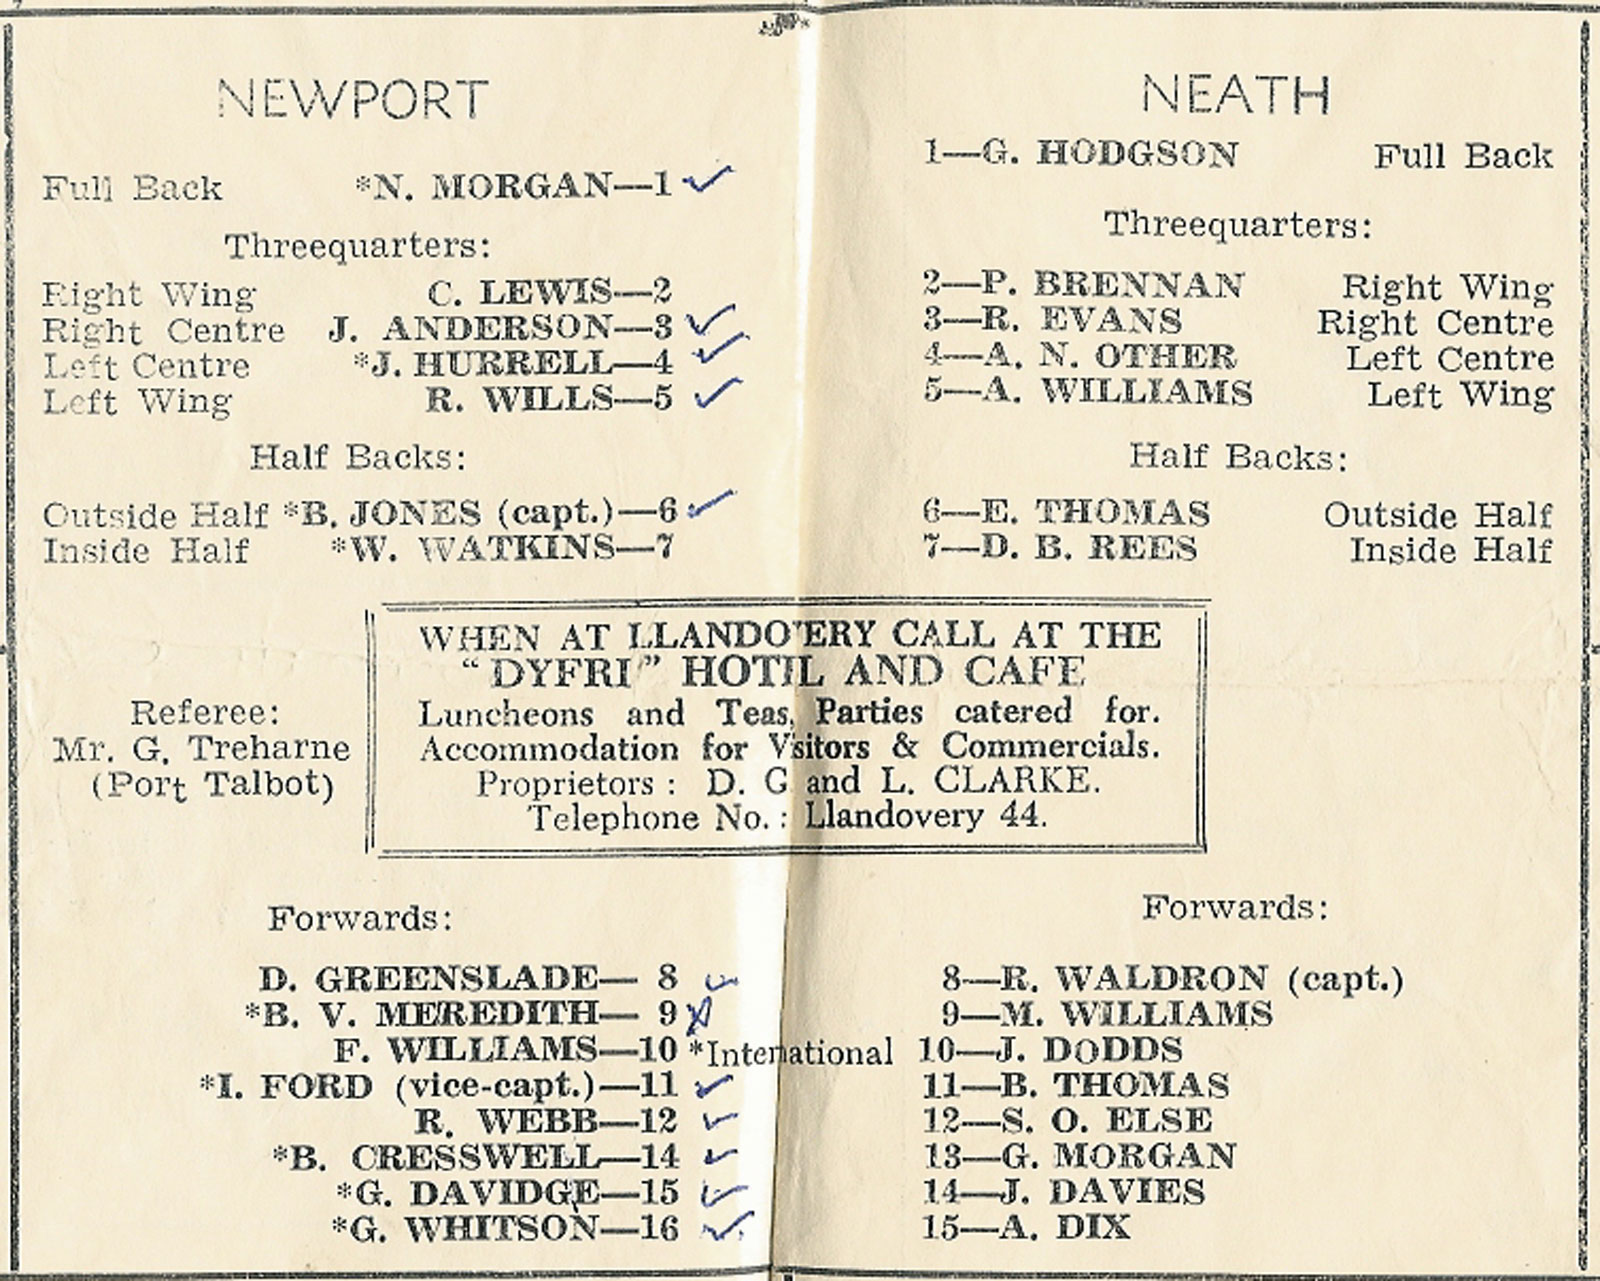 NEWPORT
Full Back *N. MORGAN—1
Threequarters:
Right Wing C. LEWIS—2
Right Centre J. ANDERSON—3
Left Centre *J. HURRELL—4
Left Wing R. WILLS—5
Half Backs:
Outside Half *B. JONES (capt.)—6
Inside Half *W. WATKINS—7
NEATH
1—G. HODGSON Full Back
Threequarters:
2—P. BRENNAN Right Wing
3—R. EVANS Right Centre
4—A. N. OTHER Left Centre
5—A. WILLIAMS Left Wing
Half Backs:
6—E. THOMAS Outside Half
7—D. B. REES Inside Half
Referee:
Mr. G. Treharne
(Port Talbot)
WHEN AT LLANDO'ERY CALL AT THE
"DYFRI" HOTIL AND CAFE
Luncheons and Teas, Parties catered for.
Accommodation for V'sitors & Commercials.
Proprietors : D. G and L. CLARKE.
Telephone No. : Llandovery 44.
Forwards:
D. GREENSLADE— 8
*B. V. MEREDITH— 9
F. WILLIAMS—10
*I. FORD (vice-capt.)—11
R. WEBB—12
*B. CRESSWELL—14
*G. DAVIDGE—15
*G. WHITSON—16
*International
Forwards:
8—R. WALDRON (capt.)
9—M. WILLIAMS
10—J. DODDS
11—B. THOMAS
12—S. O. ELSE
13—G. MORGAN
14—J. DAVIES
15—A. DIX